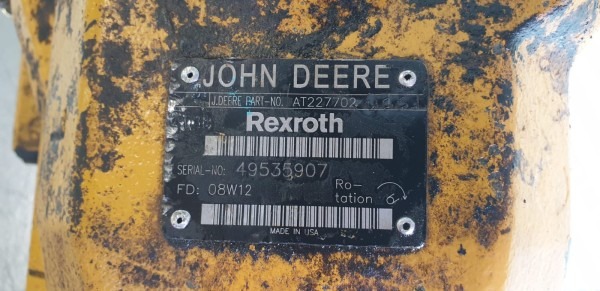 JOHN DEERE
J.DEERE PART-NO. AT227702
Rexroth
SERIAL-NO: 49535907
FD: 08W12
Ro-
tation
MADE IN USA